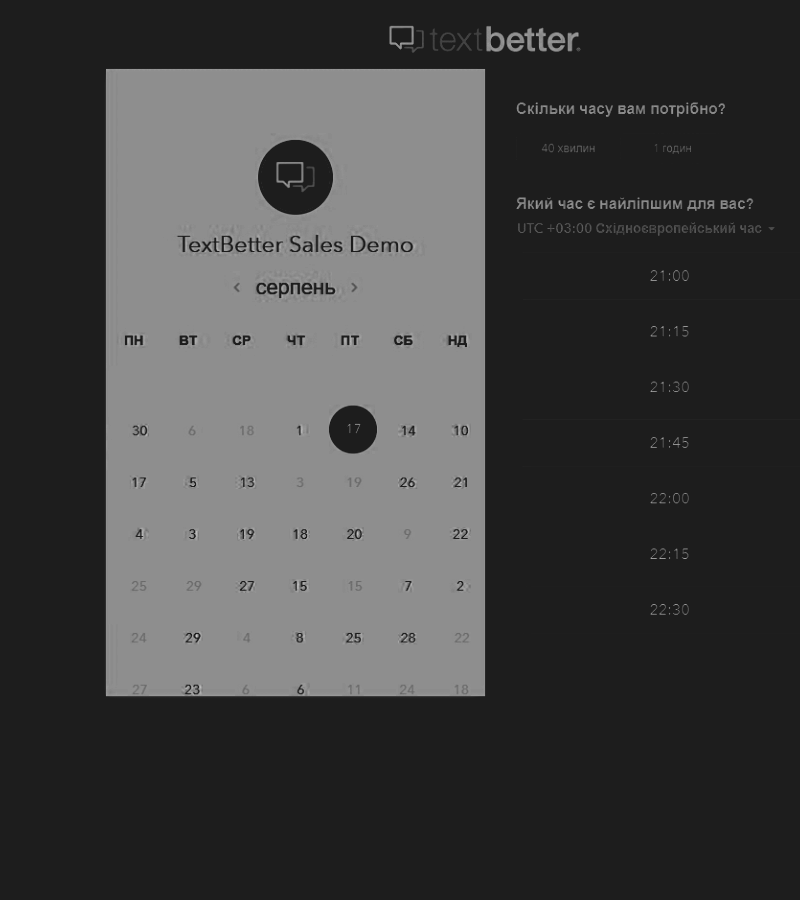 textbetter.
TextBetter Sales Demo
< серпень >
ПН ВТ СР ЧТ ПТ СБ НД
30 6 18 1 17 14 10
17 5 13 3 19 26 21
4 3 19 18 20 9 22
25 29 27 15 15 7 2
24 29 4 8 25 28 22
27 23 6 6 11 24 18
Скільки часу вам потрібно?
40 хвилин 1 годин
Який час є найліпшим для вас?
UTC +03:00 Східноєвропейський час
21:00
21:15
21:30
21:45
22:00
22:15
22:30